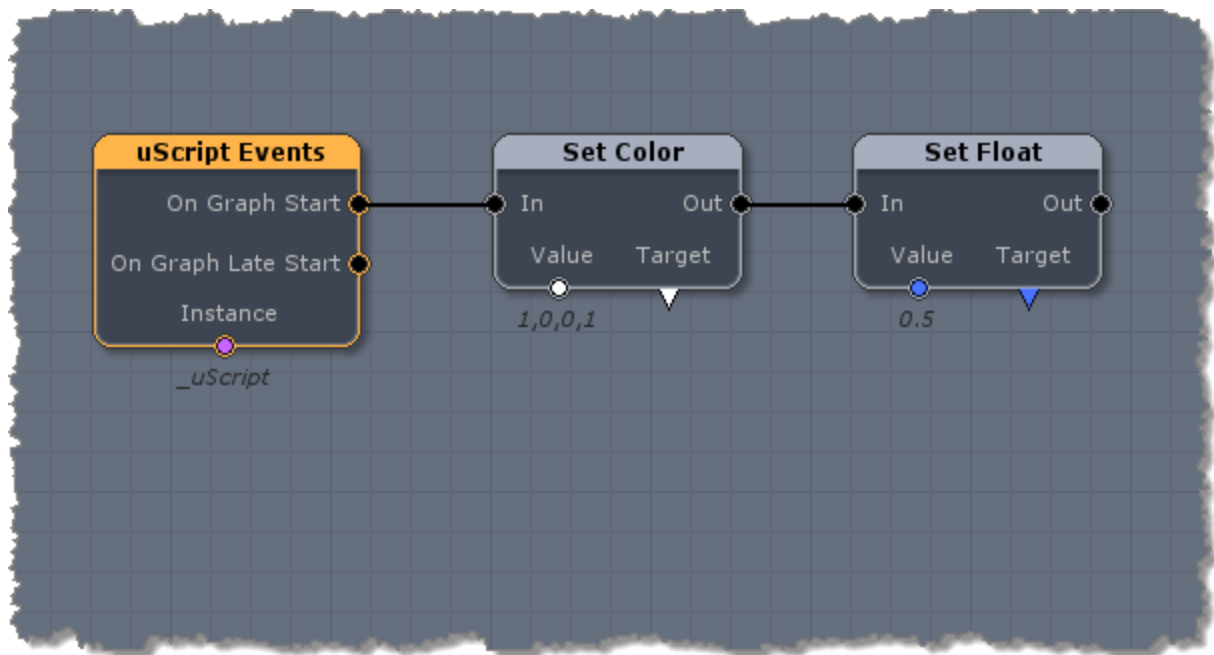 uScript Events
On Graph Start
On Graph Late Start
Instance
_uScript
Set Color
In Out
Value Target
1,0,0,1
Set Float
In Out
Value Target
0.5